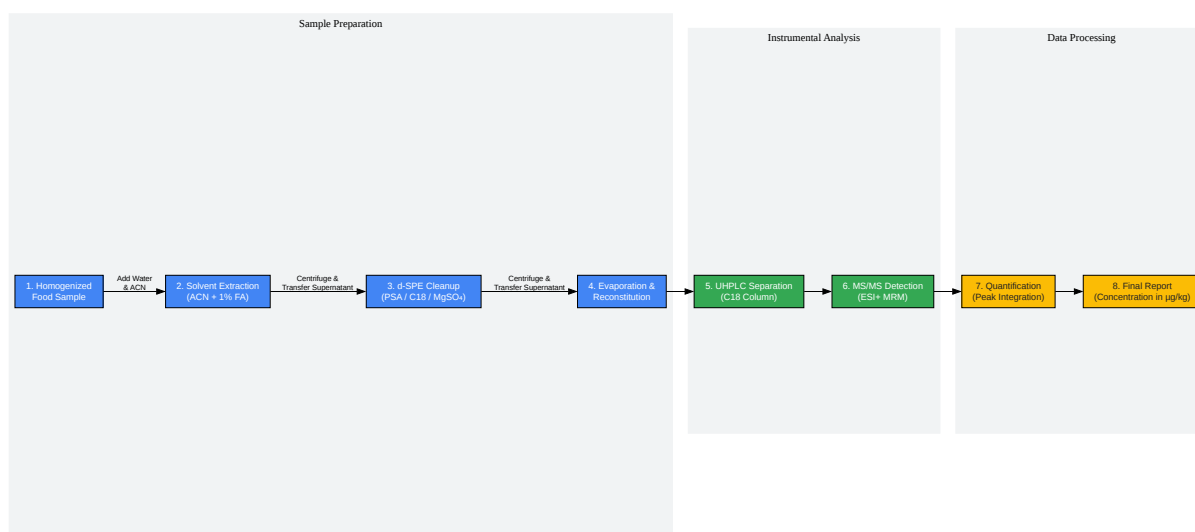 Sample Preparation
Instrumental Analysis
Data Processing
1. Homogenized
Food Sample
Add Water
& ACN
2. Solvent Extraction
(ACN + 1% FA)
Centrifuge &
Transfer Supernatant
3. d-SPE Cleanup
(PSA / C18 / MgSO₄)
Centrifuge &
Transfer Supernatant
4. Evaporation &
Reconstitution
5. UHPLC Separation
(C18 Column)
6. MS/MS Detection
(ESI+ MRM)
7. Quantification
(Peak Integration)
8. Final Report
(Concentration in µg/kg)